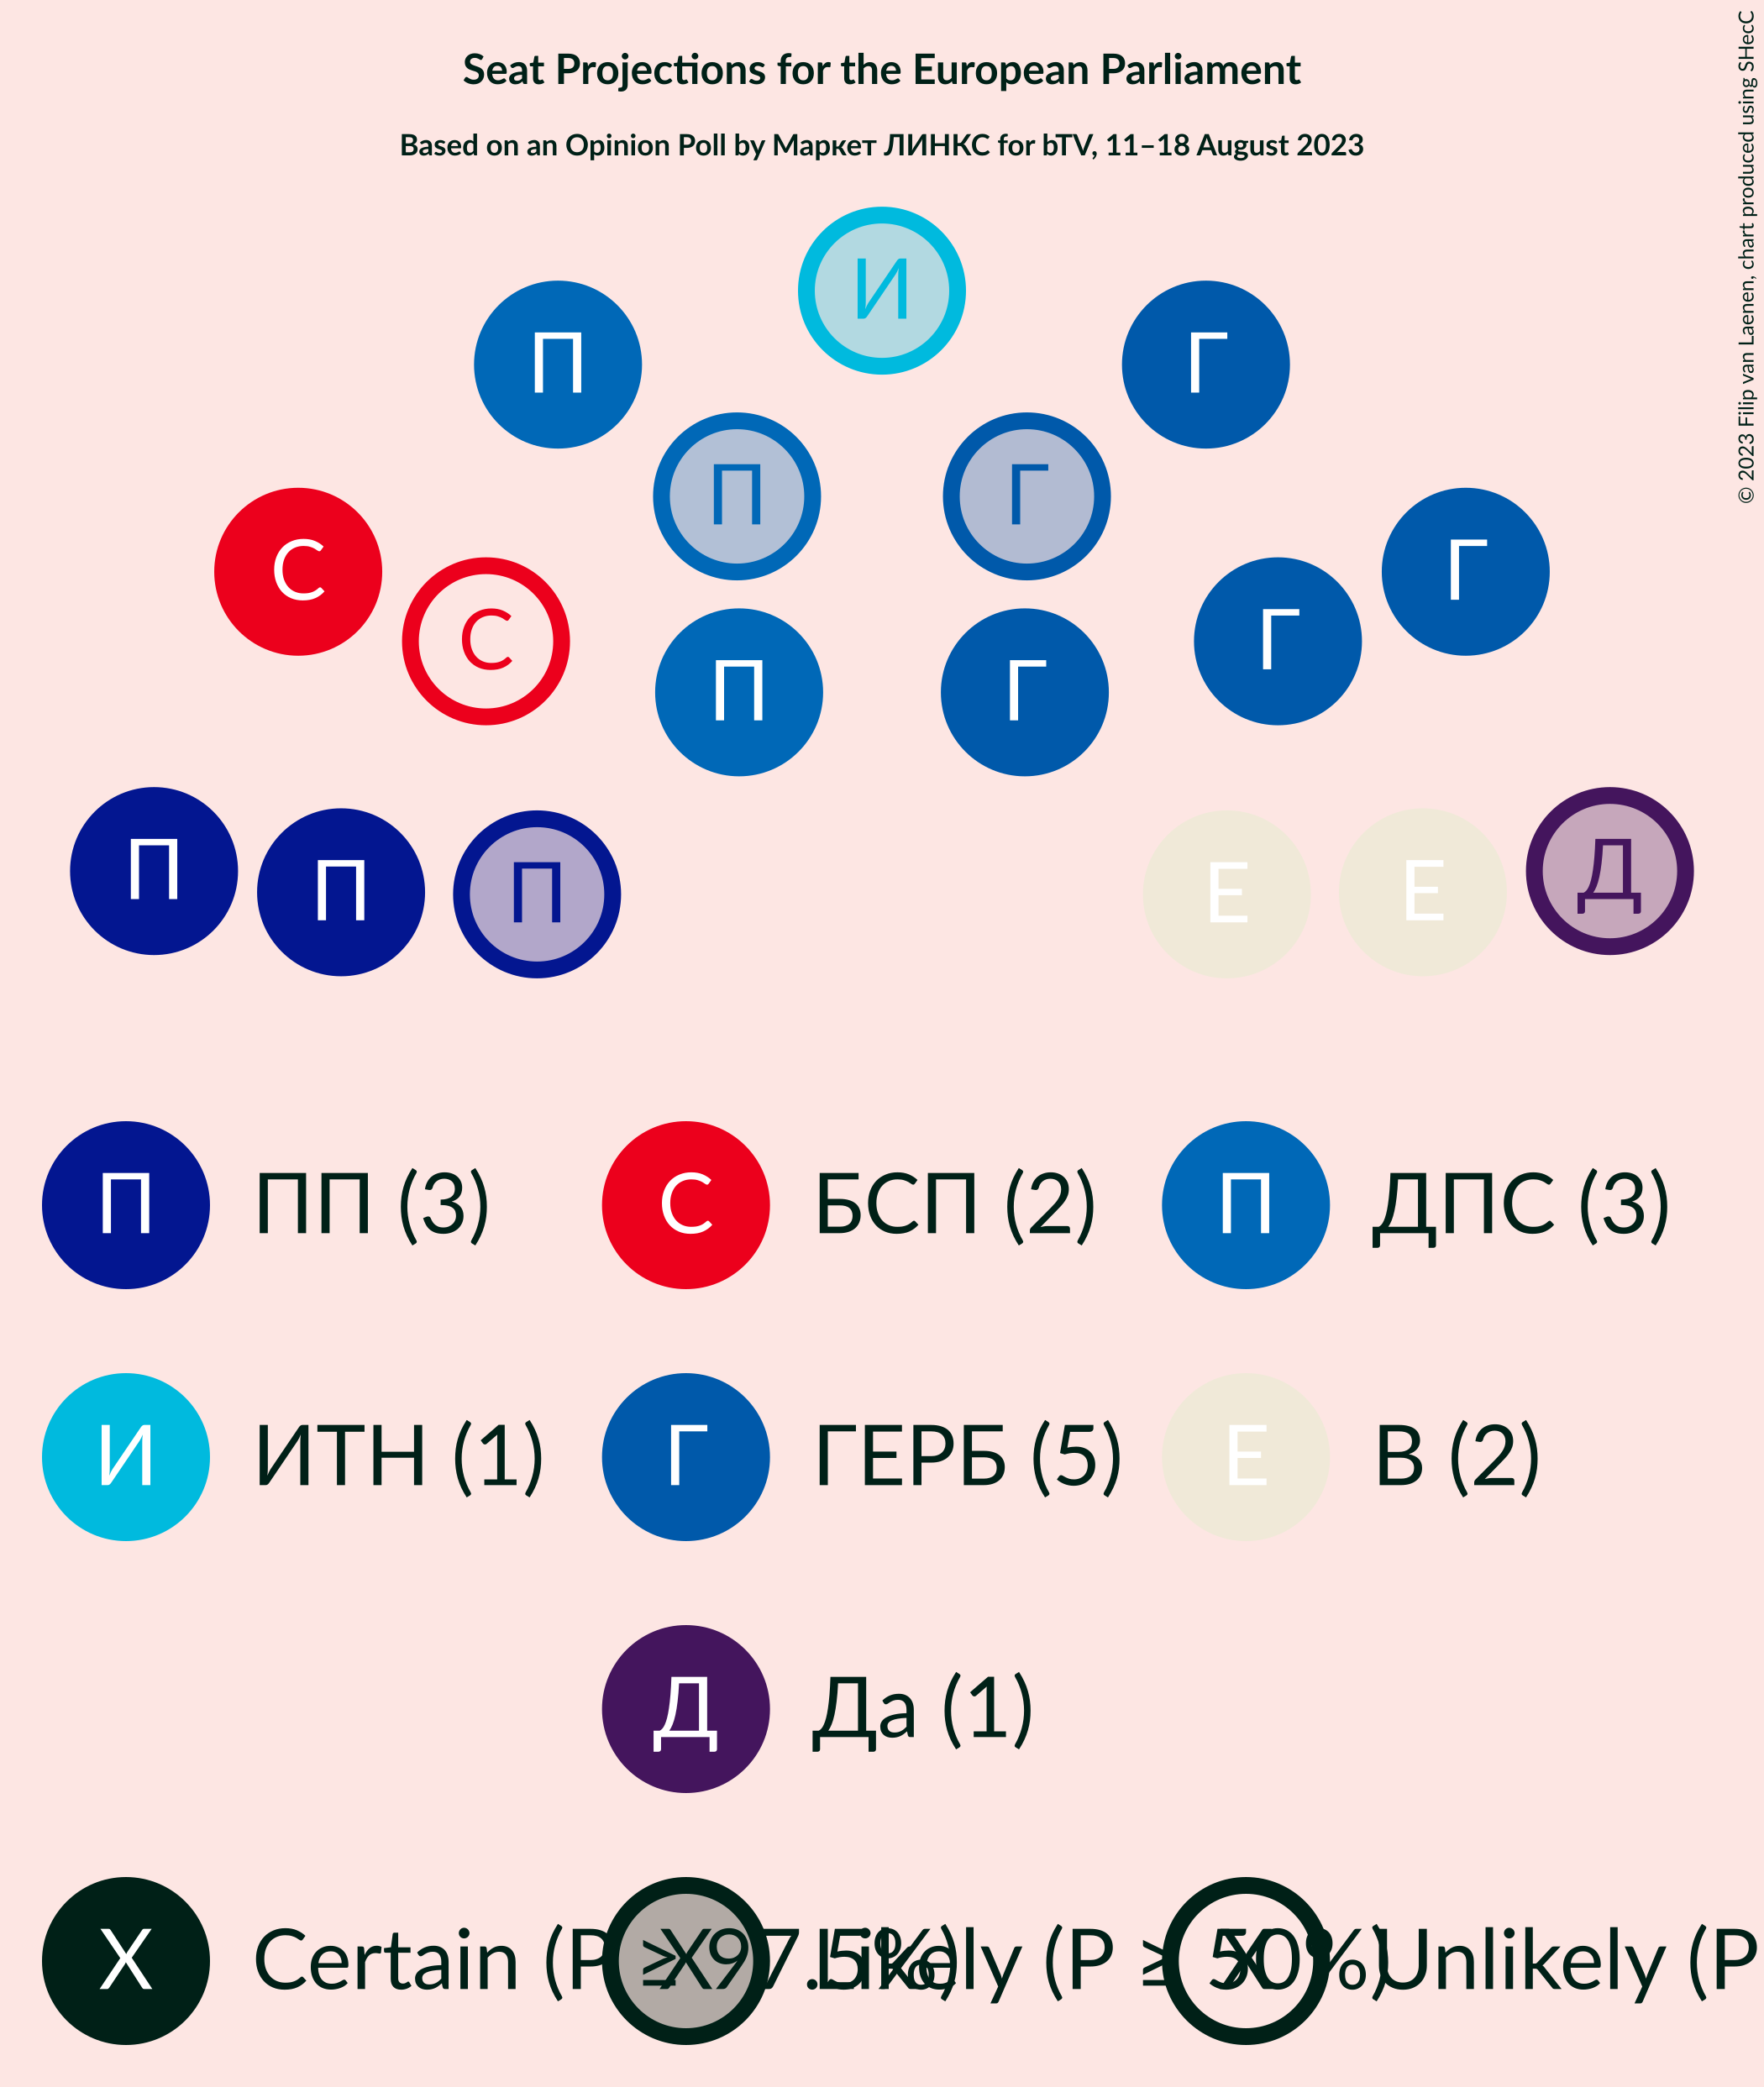 Seat Projections for the European Parliament
Based on an Opinion Poll by Маркет ЛИНКС for bTV, 11–18 August 2023
© 2023 Filip van Laenen, chart produced using SHecC
И
П Г
П Г
С Г
С Г
П Г
П П П Е Е Д
П ПП (3) С БСП (2) П ДПС (3)
И ИТН (1) Г ГЕРБ (5) Е В (2)
Д Да (1)
X Certain (P ≥ 97.5%) X Likely (P ≥ 50%) X Unlikely (P